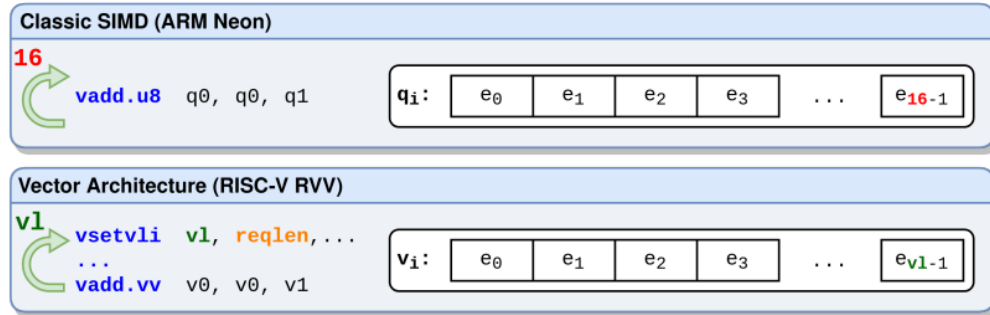 Classic SIMD (ARM Neon)
16
vadd.u8 q0, q0, q1
qi: e0 e1 e2 e3 ... e16-1
Vector Architecture (RISC-V RVV)
vl
vsetvli vl, reqlen,...
...
vadd.vv v0, v0, v1
vi: e0 e1 e2 e3 ... evl-1